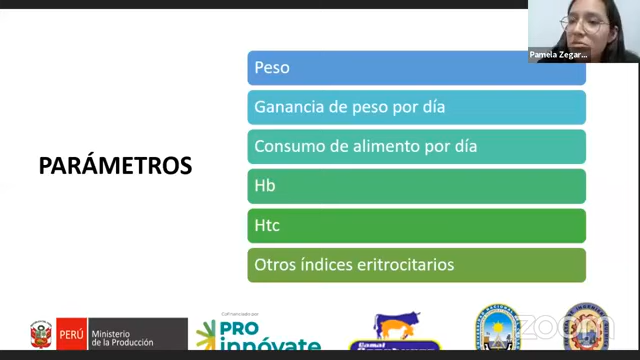 Pamela Zegar...
Peso
Ganancia de peso por día
Consumo de alimento por día
PARÁMETROS
Hb
Htc
Otros índices eritrocitarios
Cofinanciado por
PERÚ
Ministerio
de la Producción
PRO
innóvate
Camal
zoom